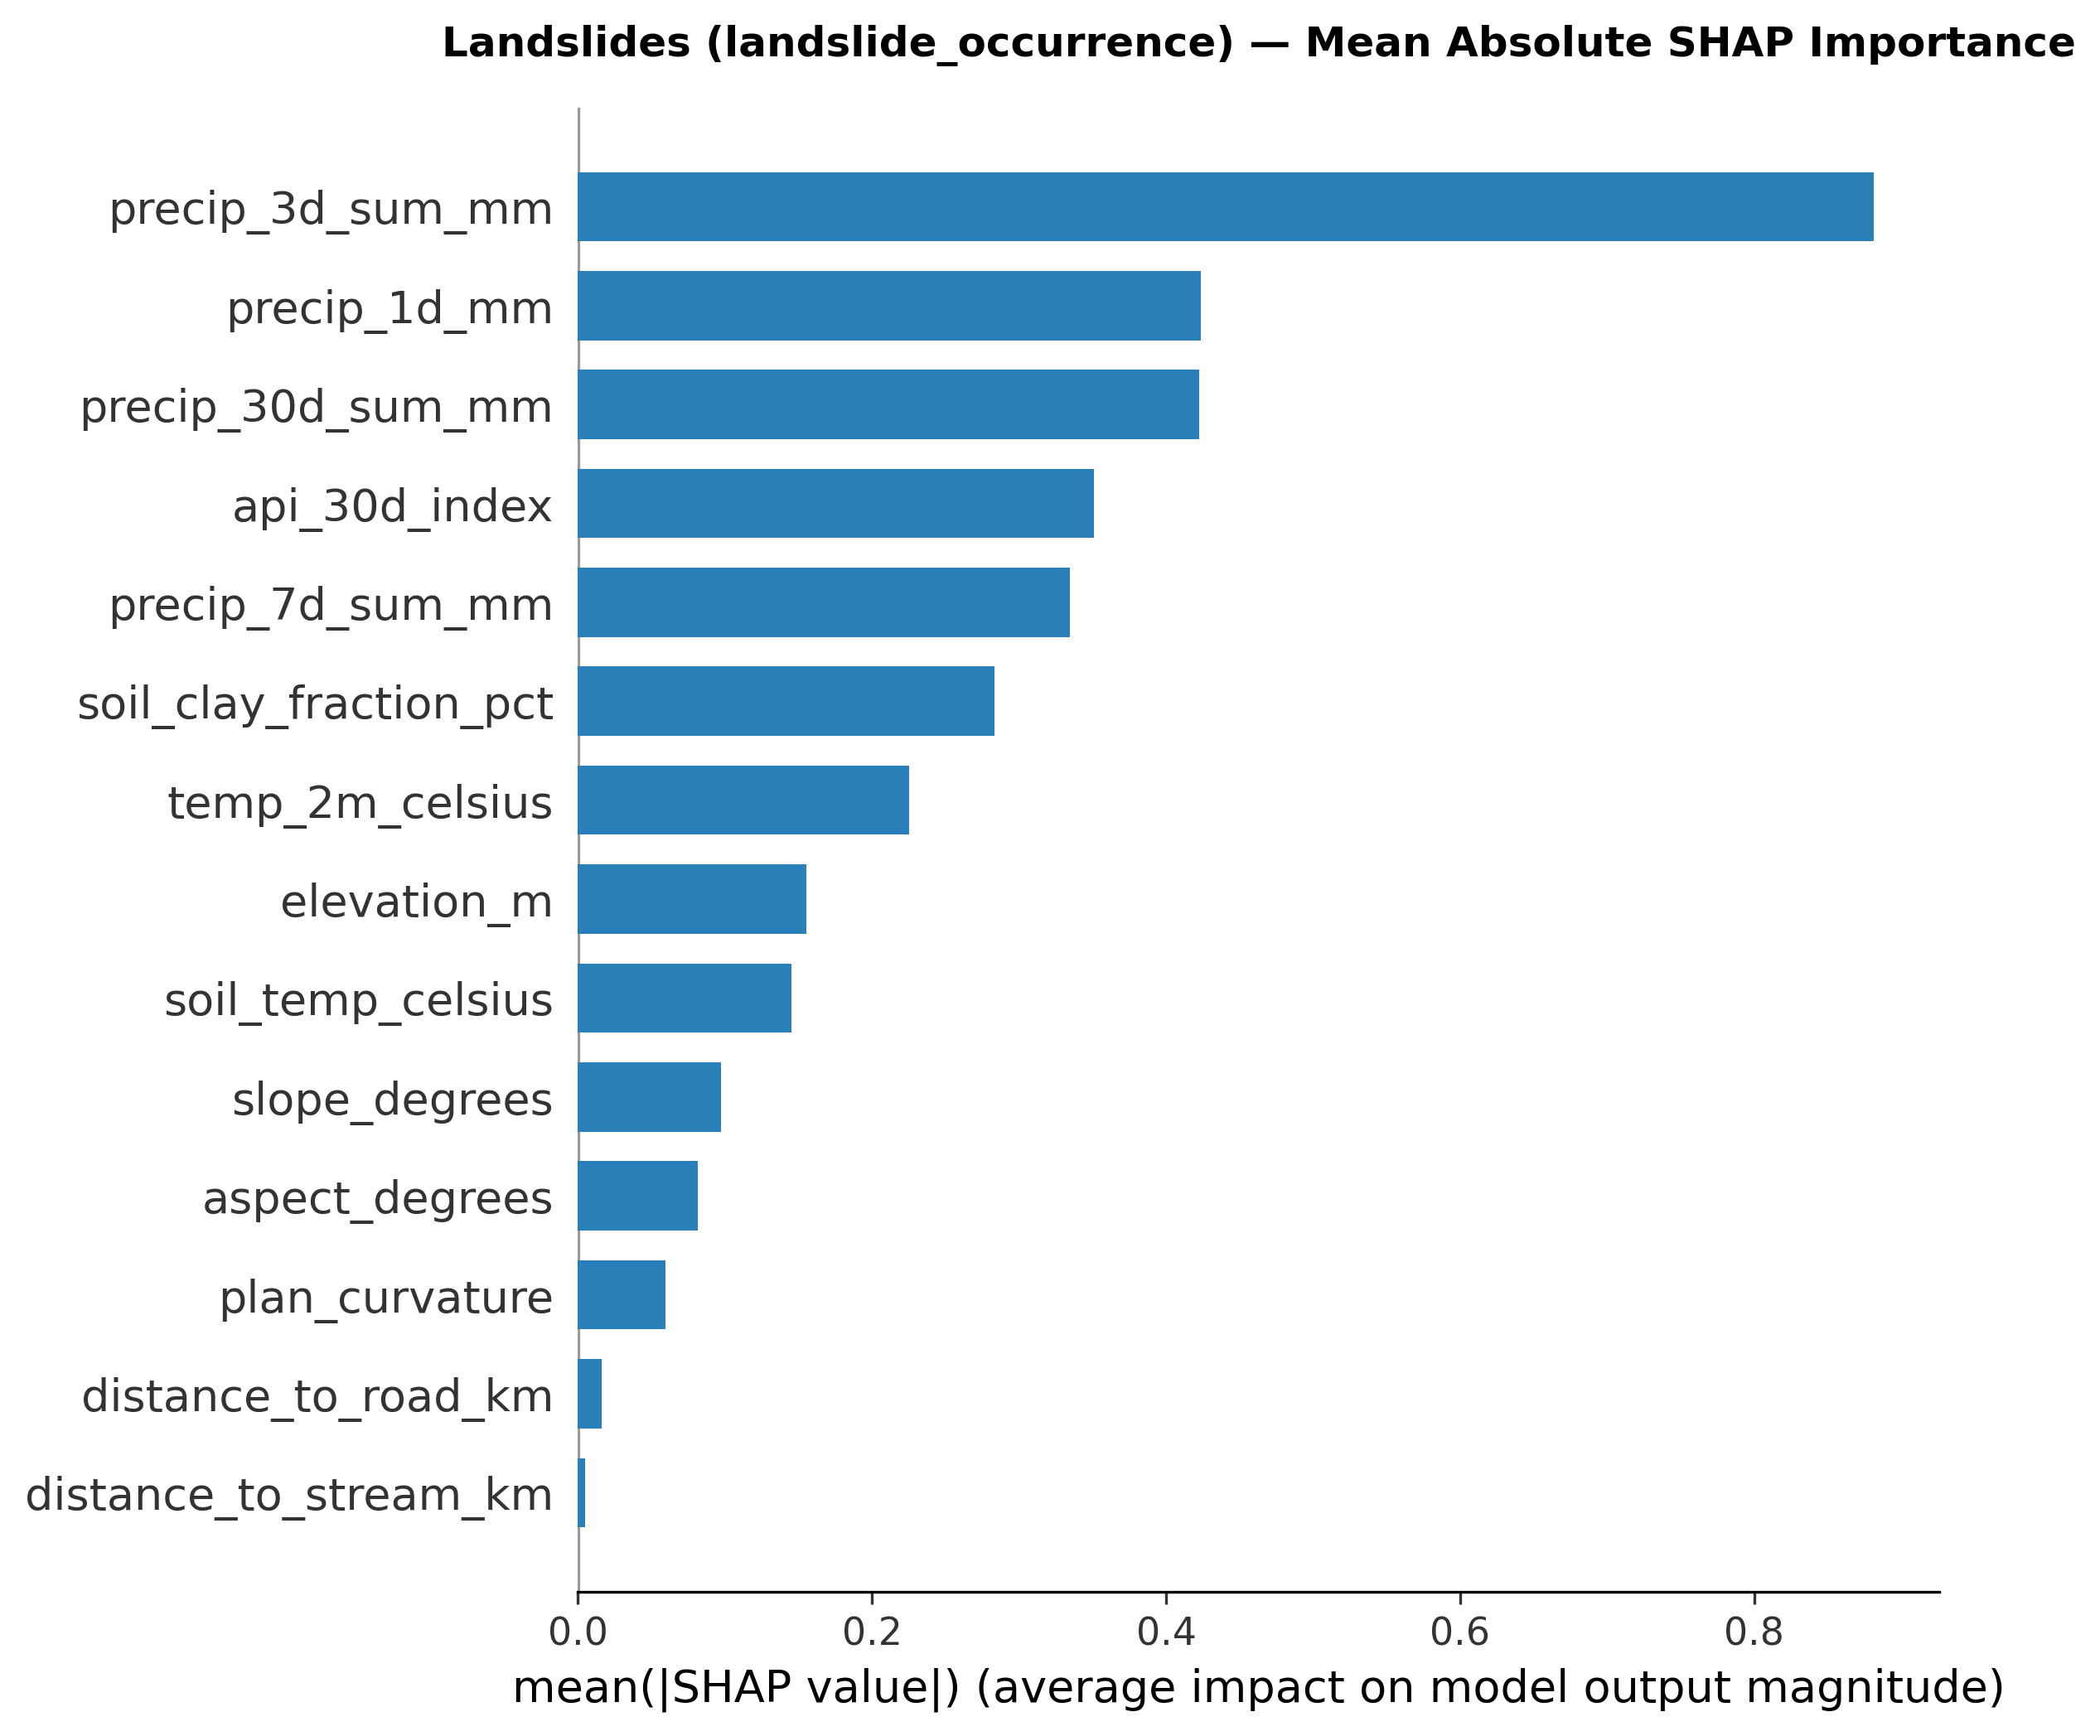 Landslides (landslide_occurrence) — Mean Absolute SHAP Importance
precip_3d_sum_mm
precip_1d_mm
precip_30d_sum_mm
api_30d_index
precip_7d_sum_mm
soil_clay_fraction_pct
temp_2m_celsius
elevation_m
soil_temp_celsius
slope_degrees
aspect_degrees
plan_curvature
distance_to_road_km
distance_to_stream_km
0.0 0.2 0.4 0.6 0.8
mean(|SHAP value|) (average impact on model output magnitude)